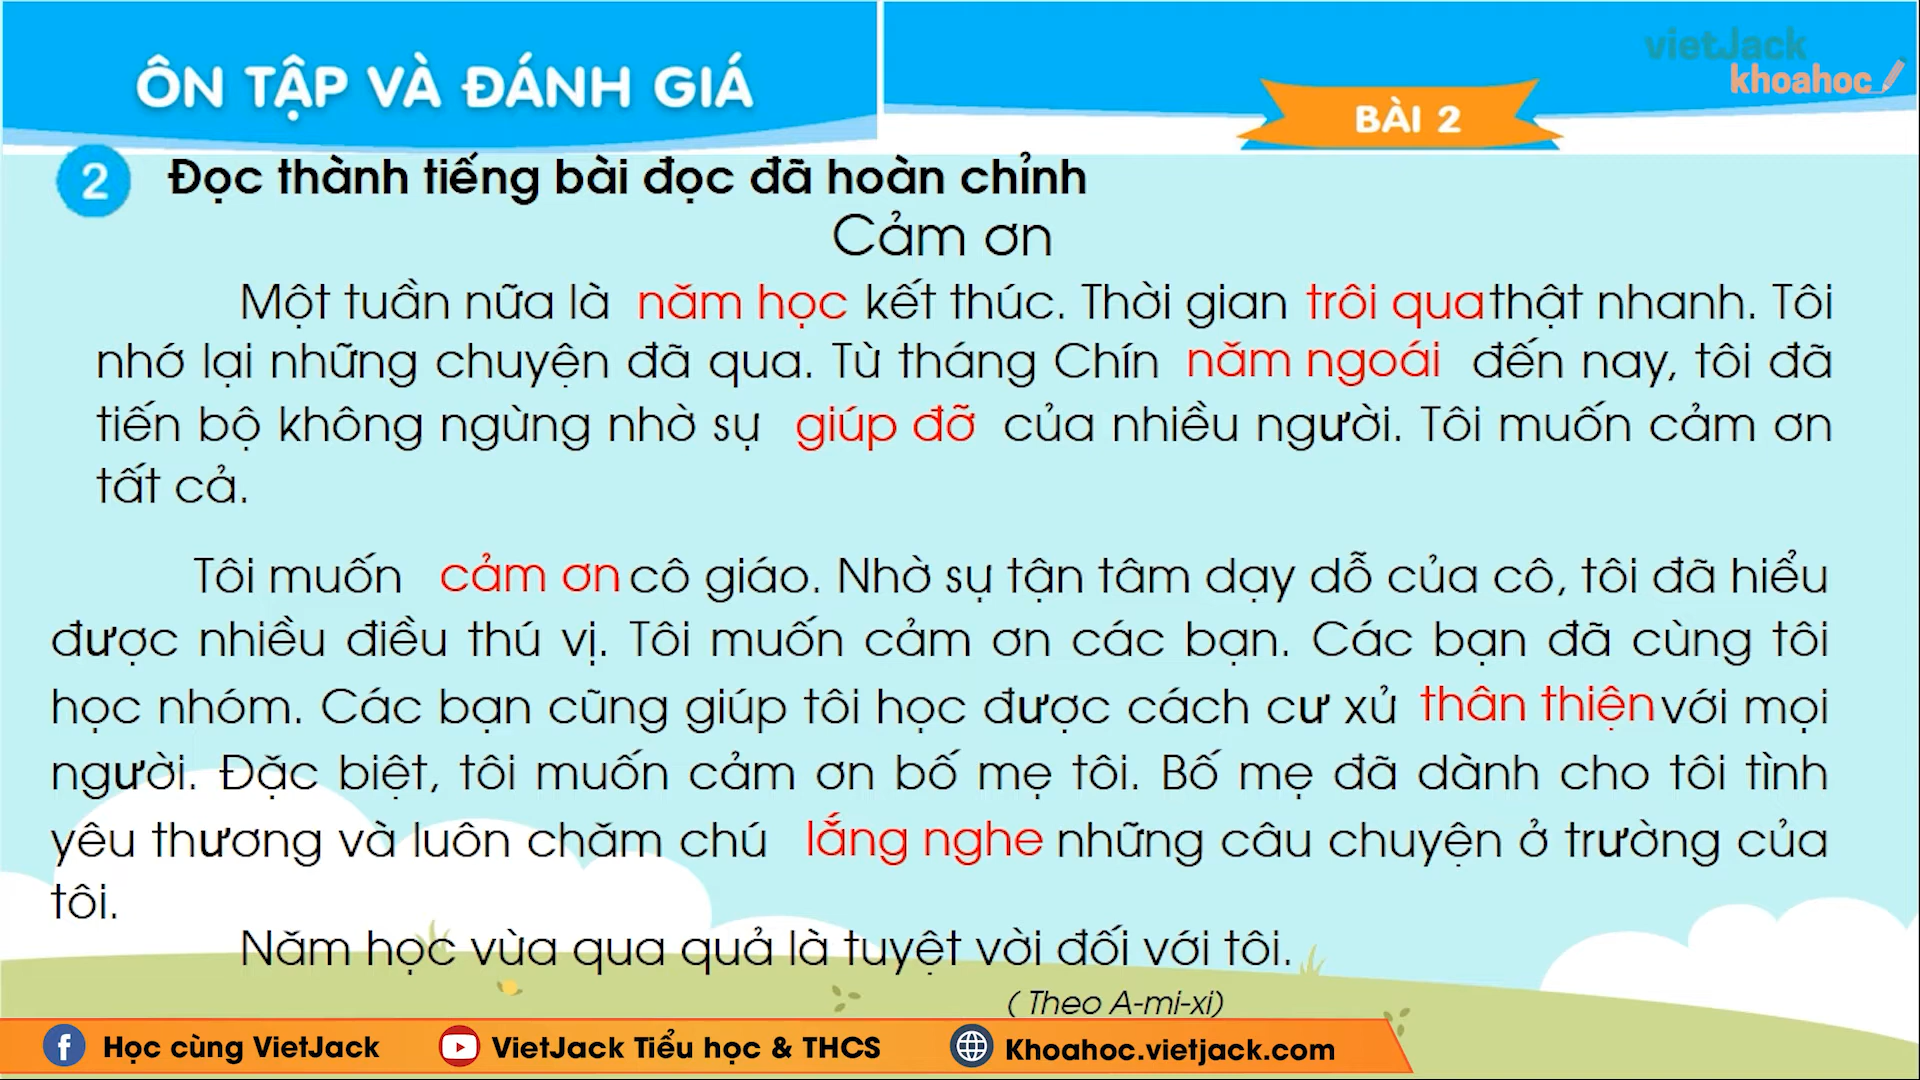 vietJack
khoahoc
ÔN TẬP VÀ ĐÁNH GIÁ
BÀI 2
2 Đọc thành tiếng bài đọc đã hoàn chỉnh
Cảm ơn
Một tuần nữa là năm học kết thúc. Thời gian trôi qua thật nhanh. Tôi
nhớ lại những chuyện đã qua. Từ tháng Chín năm ngoái đến nay, tôi đã
tiến bộ không ngừng nhờ sự giúp đỡ của nhiều người. Tôi muốn cảm ơn
tất cả.
Tôi muốn cảm ơn cô giáo. Nhờ sự tận tâm dạy dỗ của cô, tôi đã hiểu
được nhiều điều thú vị. Tôi muốn cảm ơn các bạn. Các bạn đã cùng tôi
học nhóm. Các bạn cũng giúp tôi học được cách cư xử thân thiện với mọi
người. Đặc biệt, tôi muốn cảm ơn bố mẹ tôi. Bố mẹ đã dành cho tôi tình
yêu thương và luôn chăm chú lắng nghe những câu chuyện ở trường của
tôi.
Năm học vừa qua quả là tuyệt vời đối với tôi.
( Theo A-mi-xi)
Học cùng VietJack VietJack Tiểu học & THCS Khoahoc.vietjack.com